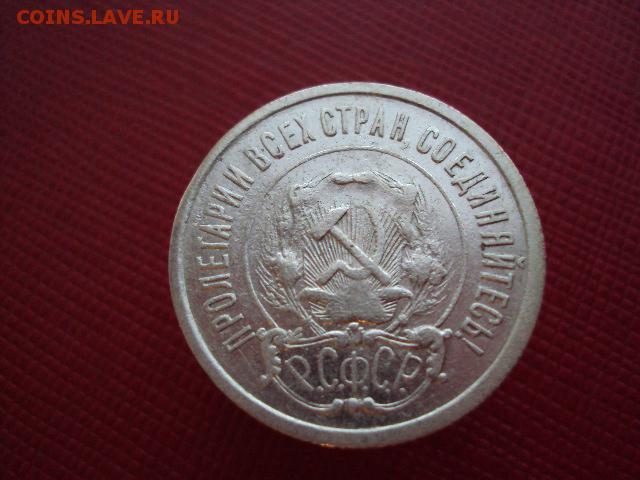 COINS.LAVE.RU
ПРОЛЕТАРИИ ВСЕХ СТРАН, СОЕДИНЯЙТЕСЬ!
Р.С.Ф.С.Р.